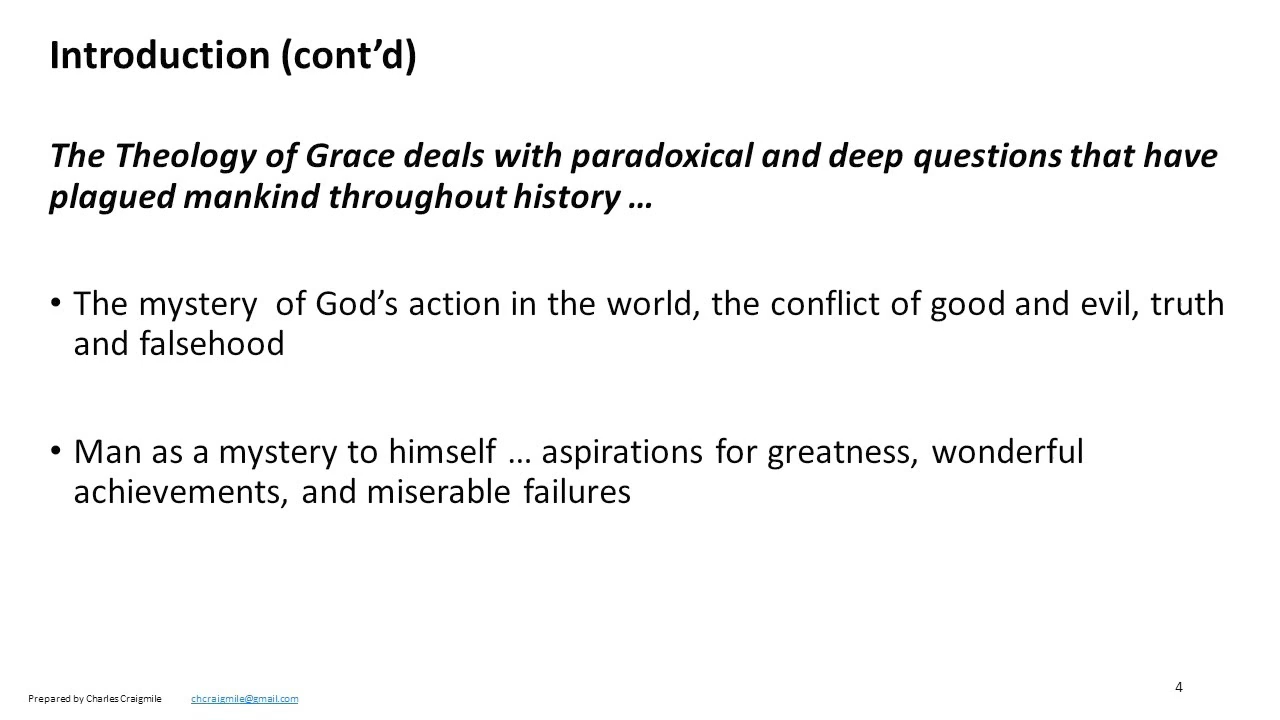 Introduction (cont’d)
The Theology of Grace deals with paradoxical and deep questions that have
plagued mankind throughout history …
• The mystery  of God’s action in the world, the conflict of good and evil, truth
and falsehood
• Man as a mystery to himself … aspirations for greatness, wonderful
achievements, and miserable failures
Prepared by Charles Craigmile chcraigmile@gmail.com
4